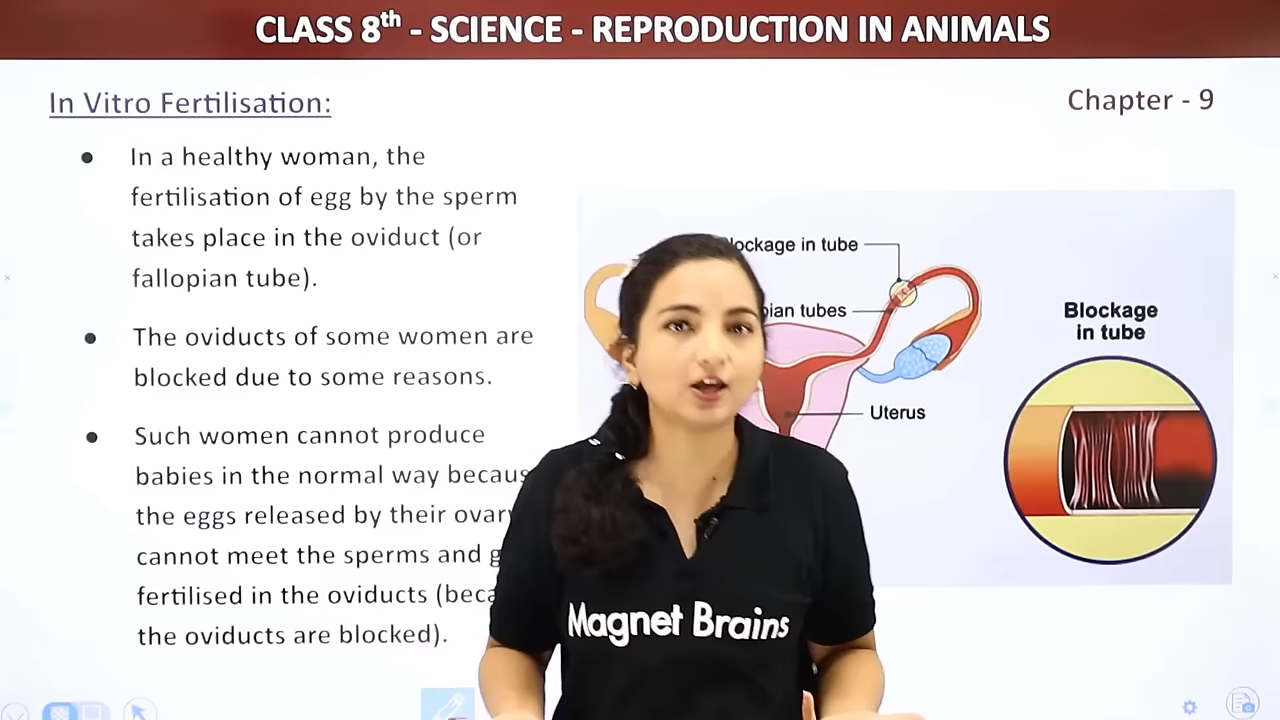 CLASS 8th - SCIENCE - REPRODUCTION IN ANIMALS
In Vitro Fertilisation:
Chapter - 9
• In a healthy woman, the
fertilisation of egg by the sperm
takes place in the oviduct (or
fallopian tube).
• The oviducts of some women are
blocked due to some reasons.
• Such women cannot produce
babies in the normal way
the eggs released by their
cannot meet the sperms and
fertilised in the oviducts
the oviducts are blocked).
in tube
tubes
Uterus
Blockage
in tube
Magnet Brains